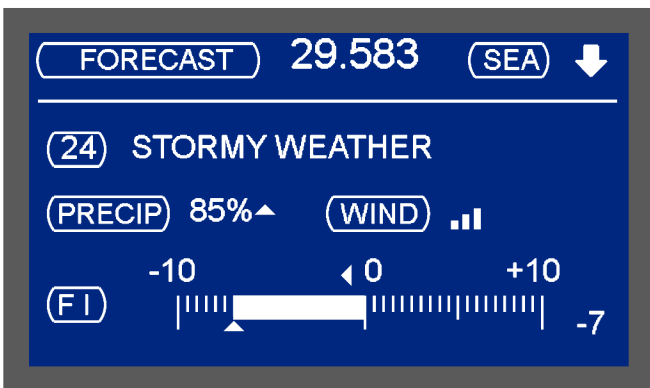 FORECAST 29.583 SEA
24 STORMY WEATHER
PRECIP 85% WIND
-10 0 +10
F I -7